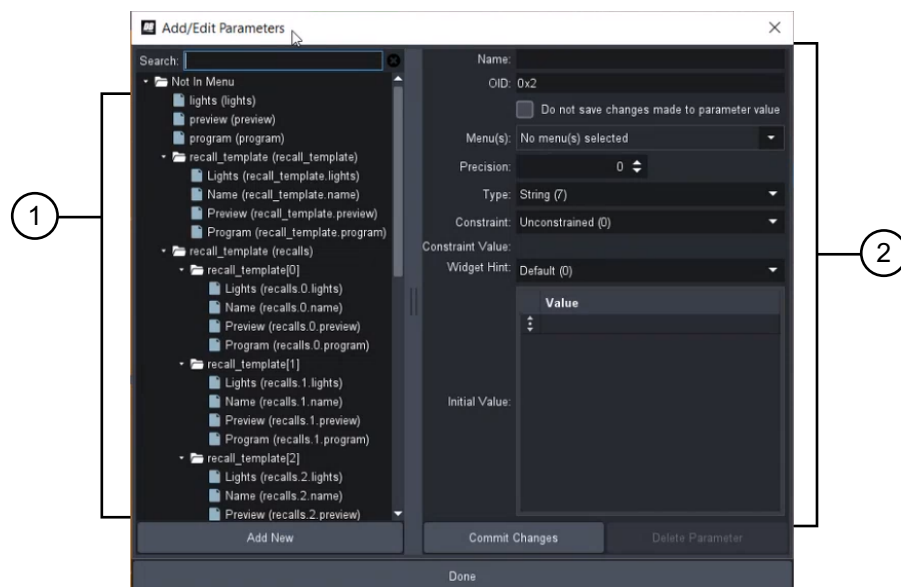 Add/Edit Parameters
Search:
Not In Menu
lights (lights)
preview (preview)
program (program)
recall_template (recall_template)
Lights (recall_template.lights)
Name (recall_template.name)
Preview (recall_template.preview)
Program (recall_template.program)
recall_template (recalls)
recall_template[0]
Lights (recalls.0.lights)
Name (recalls.0.name)
Preview (recalls.0.preview)
Program (recalls.0.program)
recall_template[1]
Lights (recalls.1.lights)
Name (recalls.1.name)
Preview (recalls.1.preview)
Program (recalls.1.program)
recall_template[2]
Lights (recalls.2.lights)
Name (recalls.2.name)
Preview (recalls.2.preview)
Add New
1
Name:
OID: 0x2
Do not save changes made to parameter value
Menu(s): No menu(s) selected
Precision: 0
Type: String (7)
Constraint: Unconstrained (0)
Constraint Value:
Widget Hint: Default (0)
Value
Initial Value:
Commit Changes
Delete Parameter
2
Done